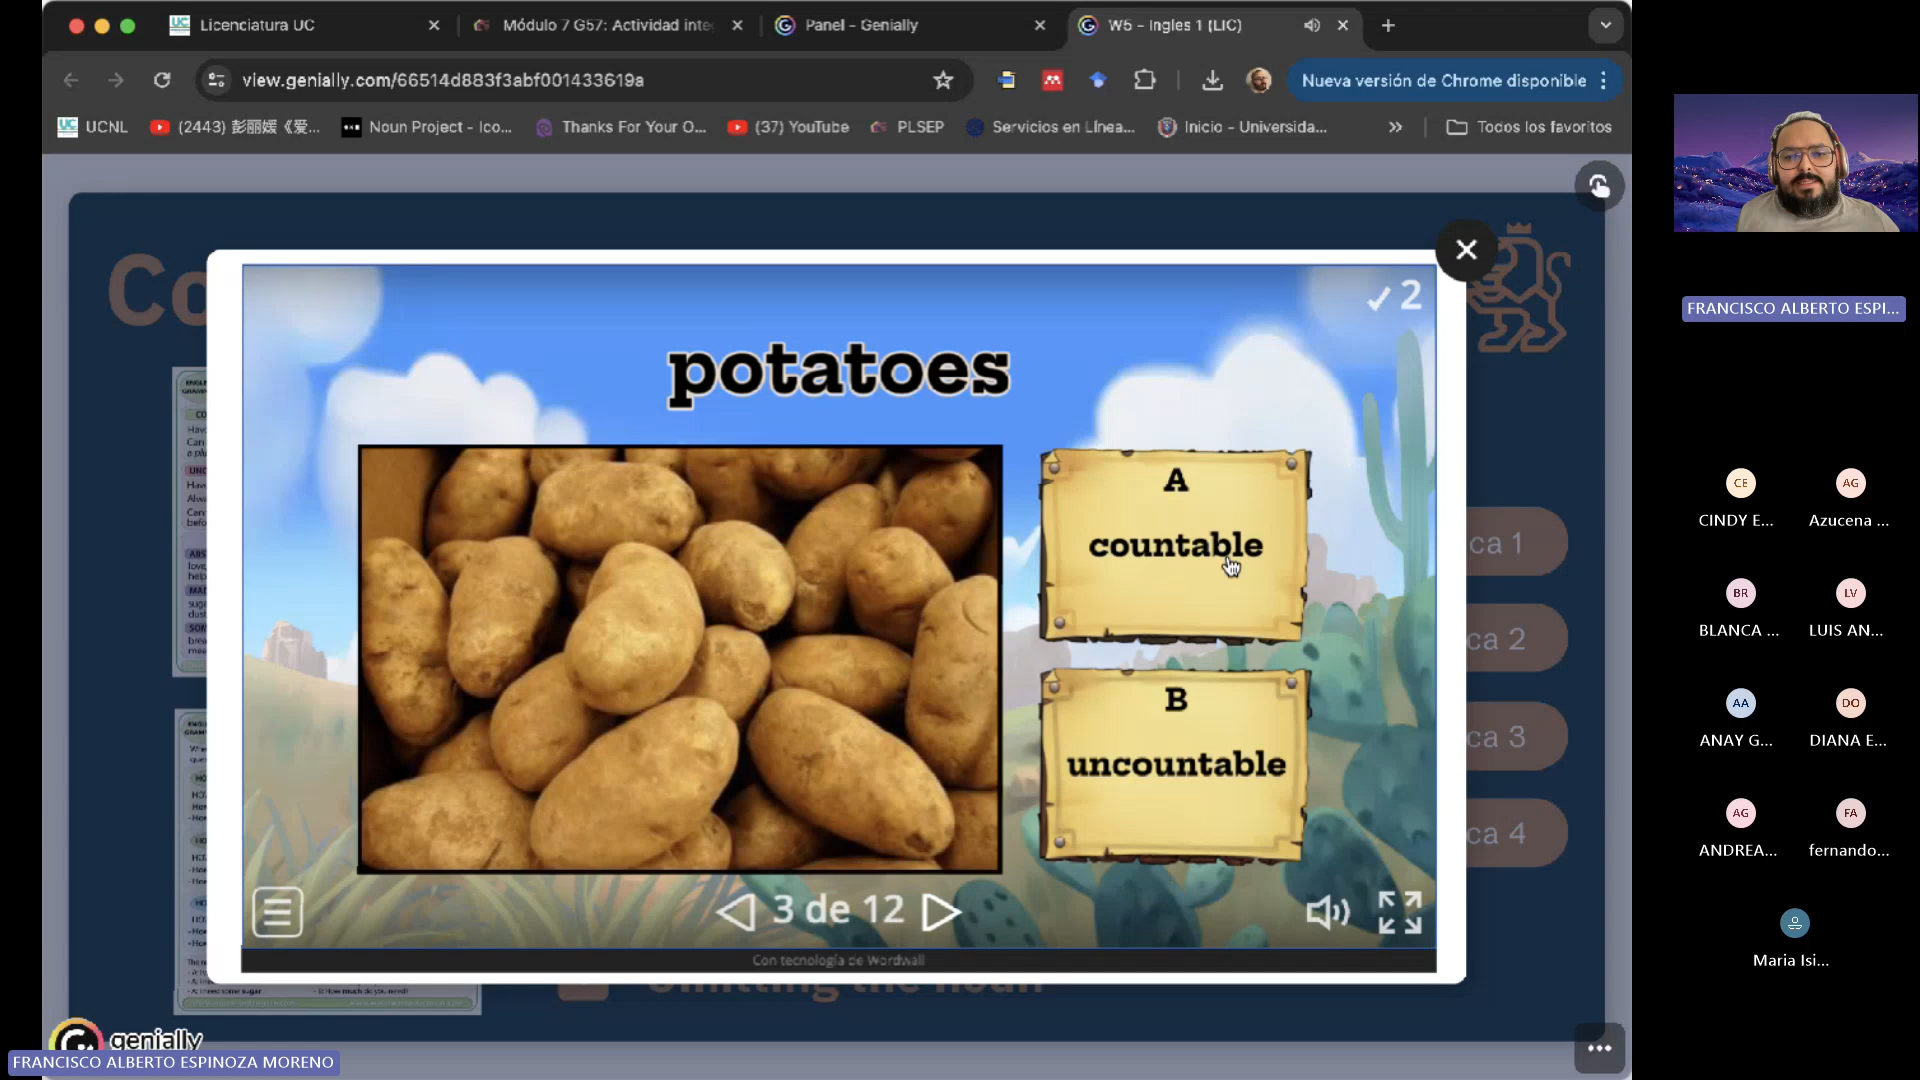 Licenciatura UC
Módulo 7 G57: Actividad inte
Panel - Genially
W5 - Ingles 1 (LIC)
view.genially.com/66514d883f3abf001433619a
Nueva versión de Chrome disponible
UCNL
(2443) 彭丽媛《爱...
Noun Project - Ico...
Thanks For Your O...
(37) YouTube
PLSEP
Servicios en Línea...
Inicio - Universida...
Todos los favoritos
Co
2
potatoes
A
countable
B
uncountable
ca 1
ca 2
ca 3
ca 4
3 de 12
Con tecnología de Wordwall
Omitting the noun
genially
FRANCISCO ALBERTO ESPINOZA MORENO
FRANCISCO ALBERTO ESPI...
CE
CINDY E...
AG
Azucena ...
BR
BLANCA ...
LV
LUIS AN...
AA
ANAY G...
DO
DIANA E...
AG
ANDREA...
FA
fernando...
Maria Isi...